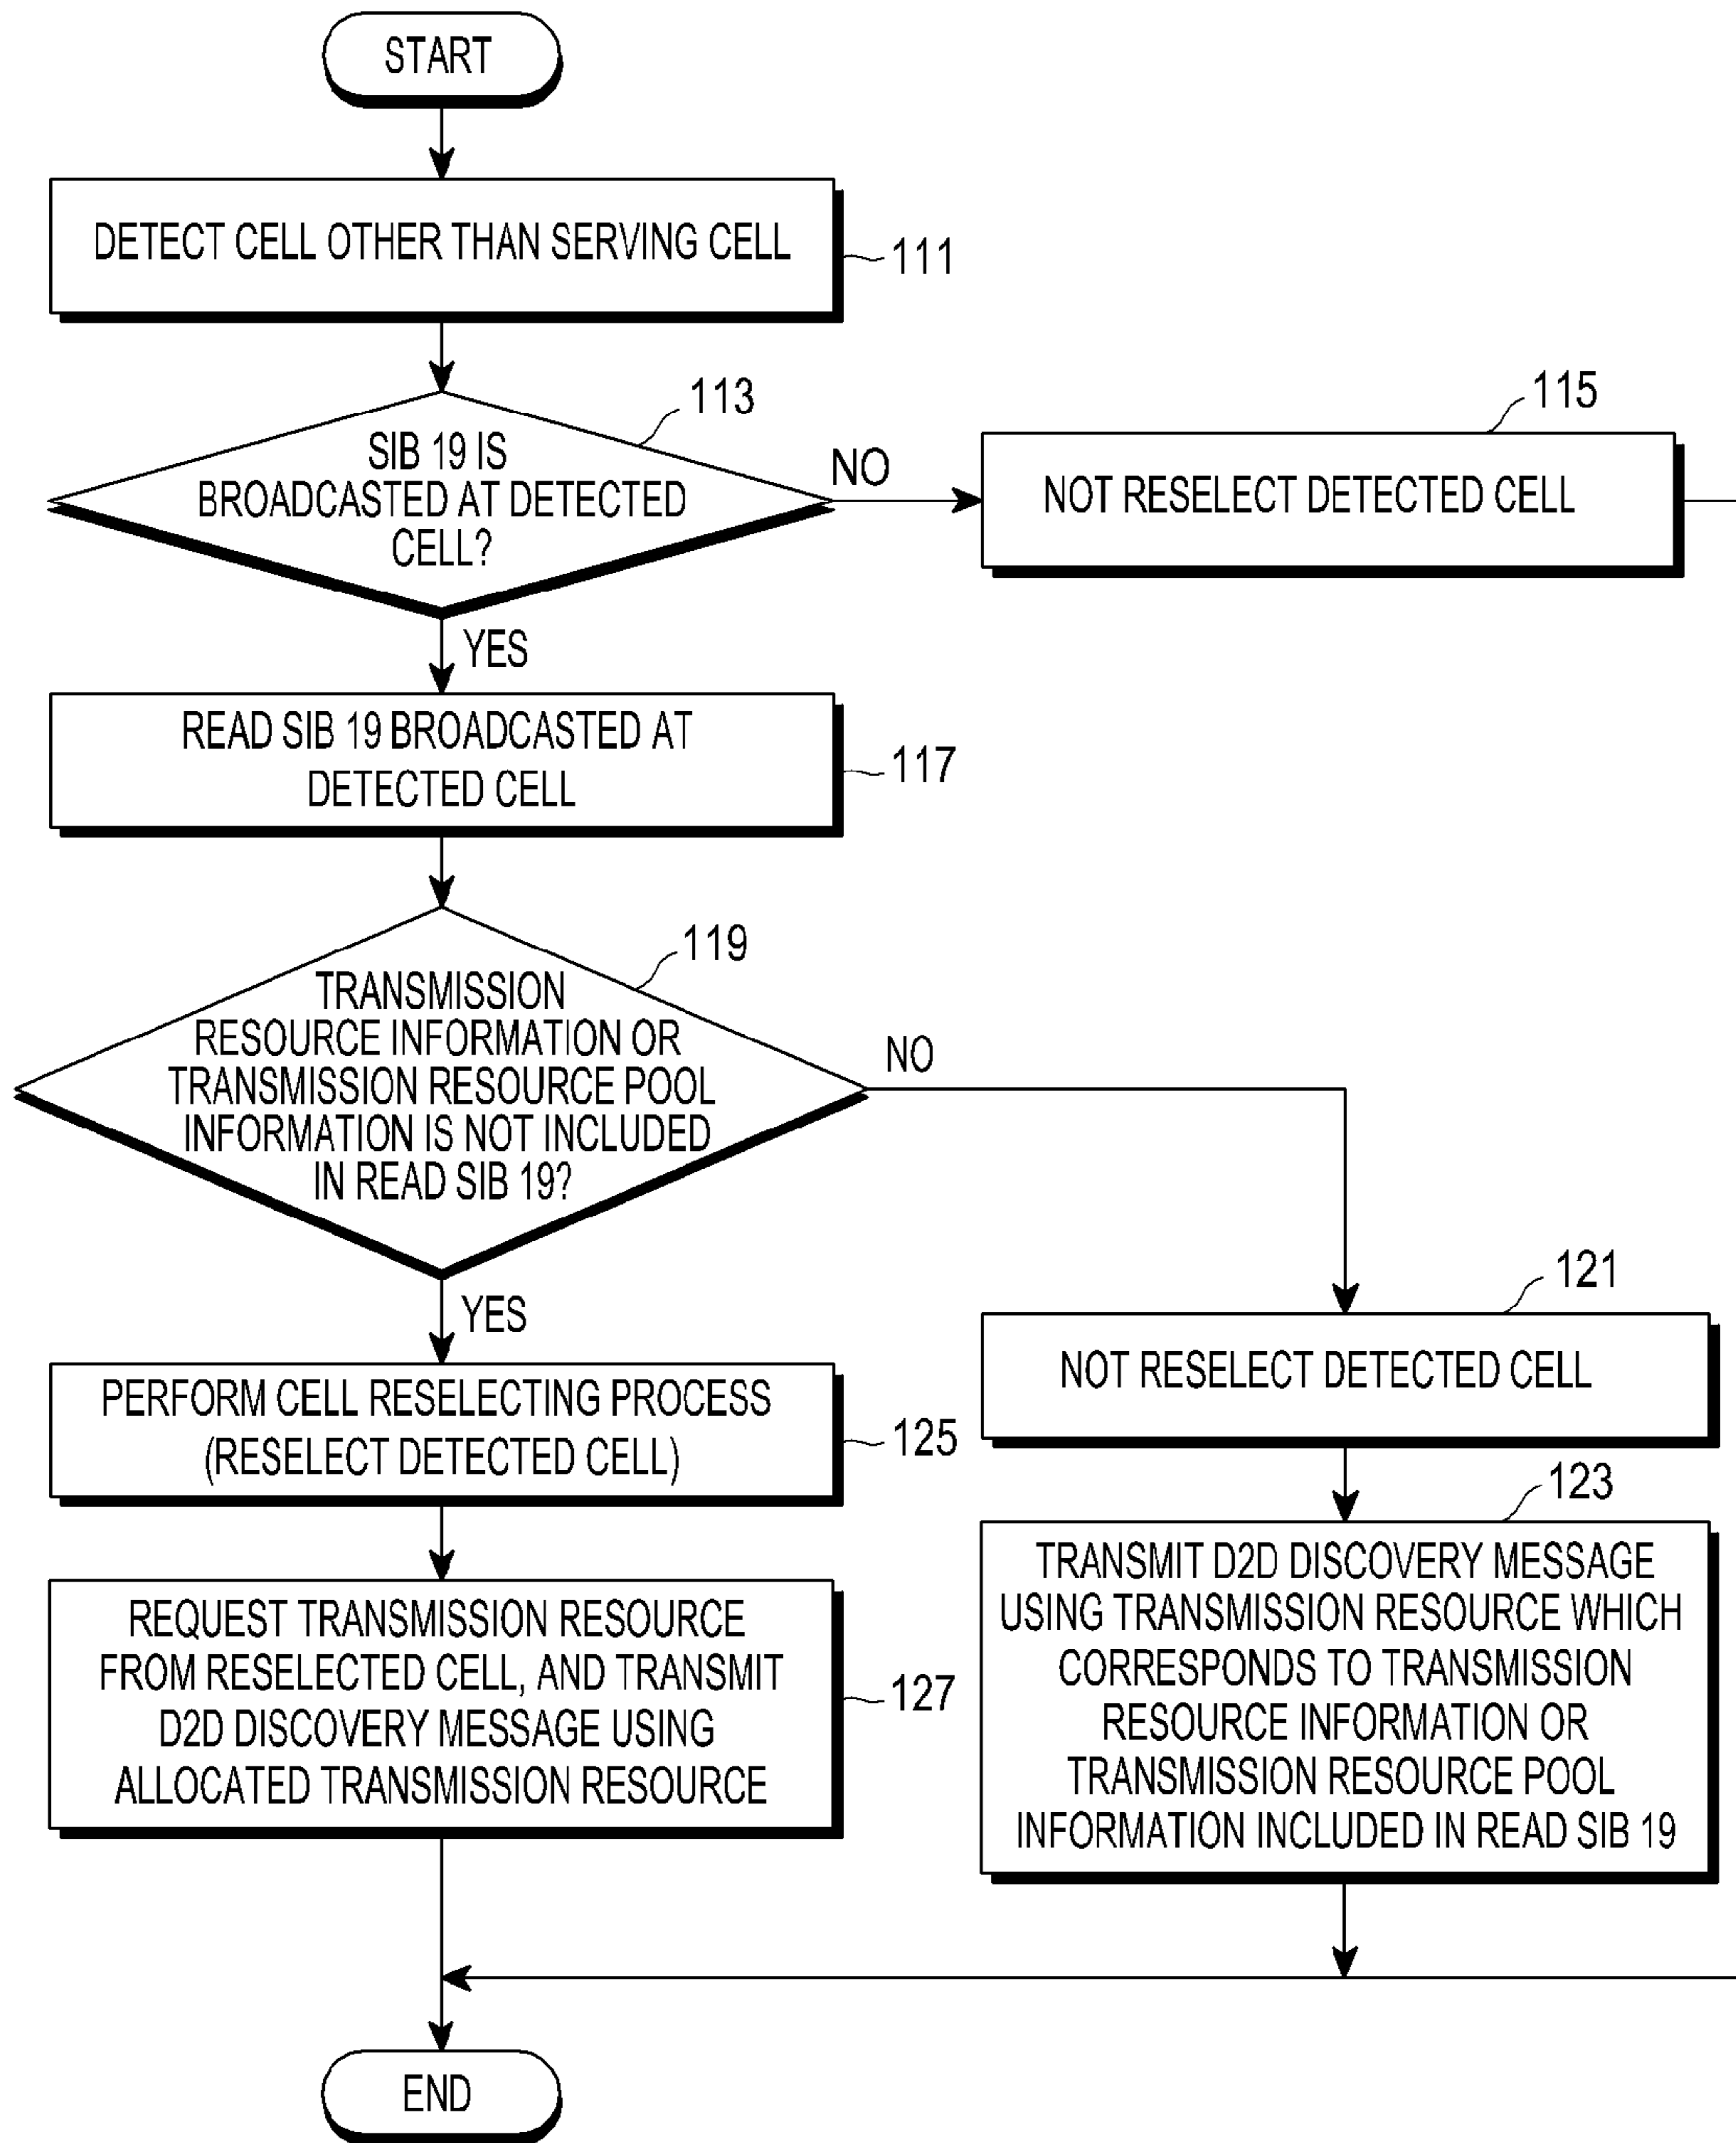 START
DETECT CELL OTHER THAN SERVING CELL
111
113
SIB 19 IS
BROADCASTED AT DETECTED
CELL?
NO
115
NOT RESELECT DETECTED CELL
YES
READ SIB 19 BROADCASTED AT
DETECTED CELL
117
119
TRANSMISSION
RESOURCE INFORMATION OR
TRANSMISSION RESOURCE POOL
INFORMATION IS NOT INCLUDED
IN READ SIB 19?
NO
YES
121
NOT RESELECT DETECTED CELL
PERFORM CELL RESELECTING PROCESS
(RESELECT DETECTED CELL)
125
123
TRANSMIT D2D DISCOVERY MESSAGE
USING TRANSMISSION RESOURCE WHICH
CORRESPONDS TO TRANSMISSION
RESOURCE INFORMATION OR
TRANSMISSION RESOURCE POOL
INFORMATION INCLUDED IN READ SIB 19
REQUEST TRANSMISSION RESOURCE
FROM RESELECTED CELL, AND TRANSMIT
D2D DISCOVERY MESSAGE USING
ALLOCATED TRANSMISSION RESOURCE
127
END